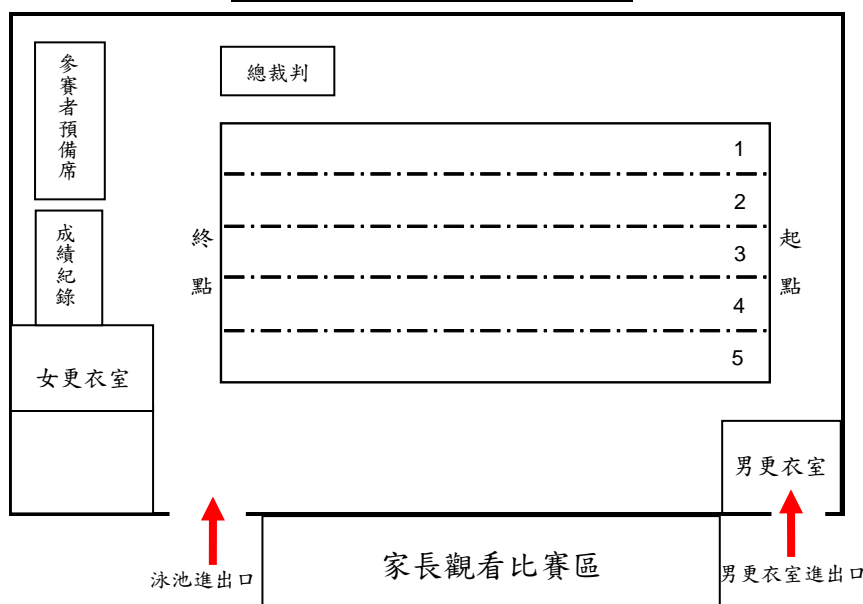 參賽者預備席
總裁判
1
2
3
4
5
終點
起點
成績紀錄
女更衣室
男更衣室
泳池進出口
家長觀看比賽區
男更衣室進出口